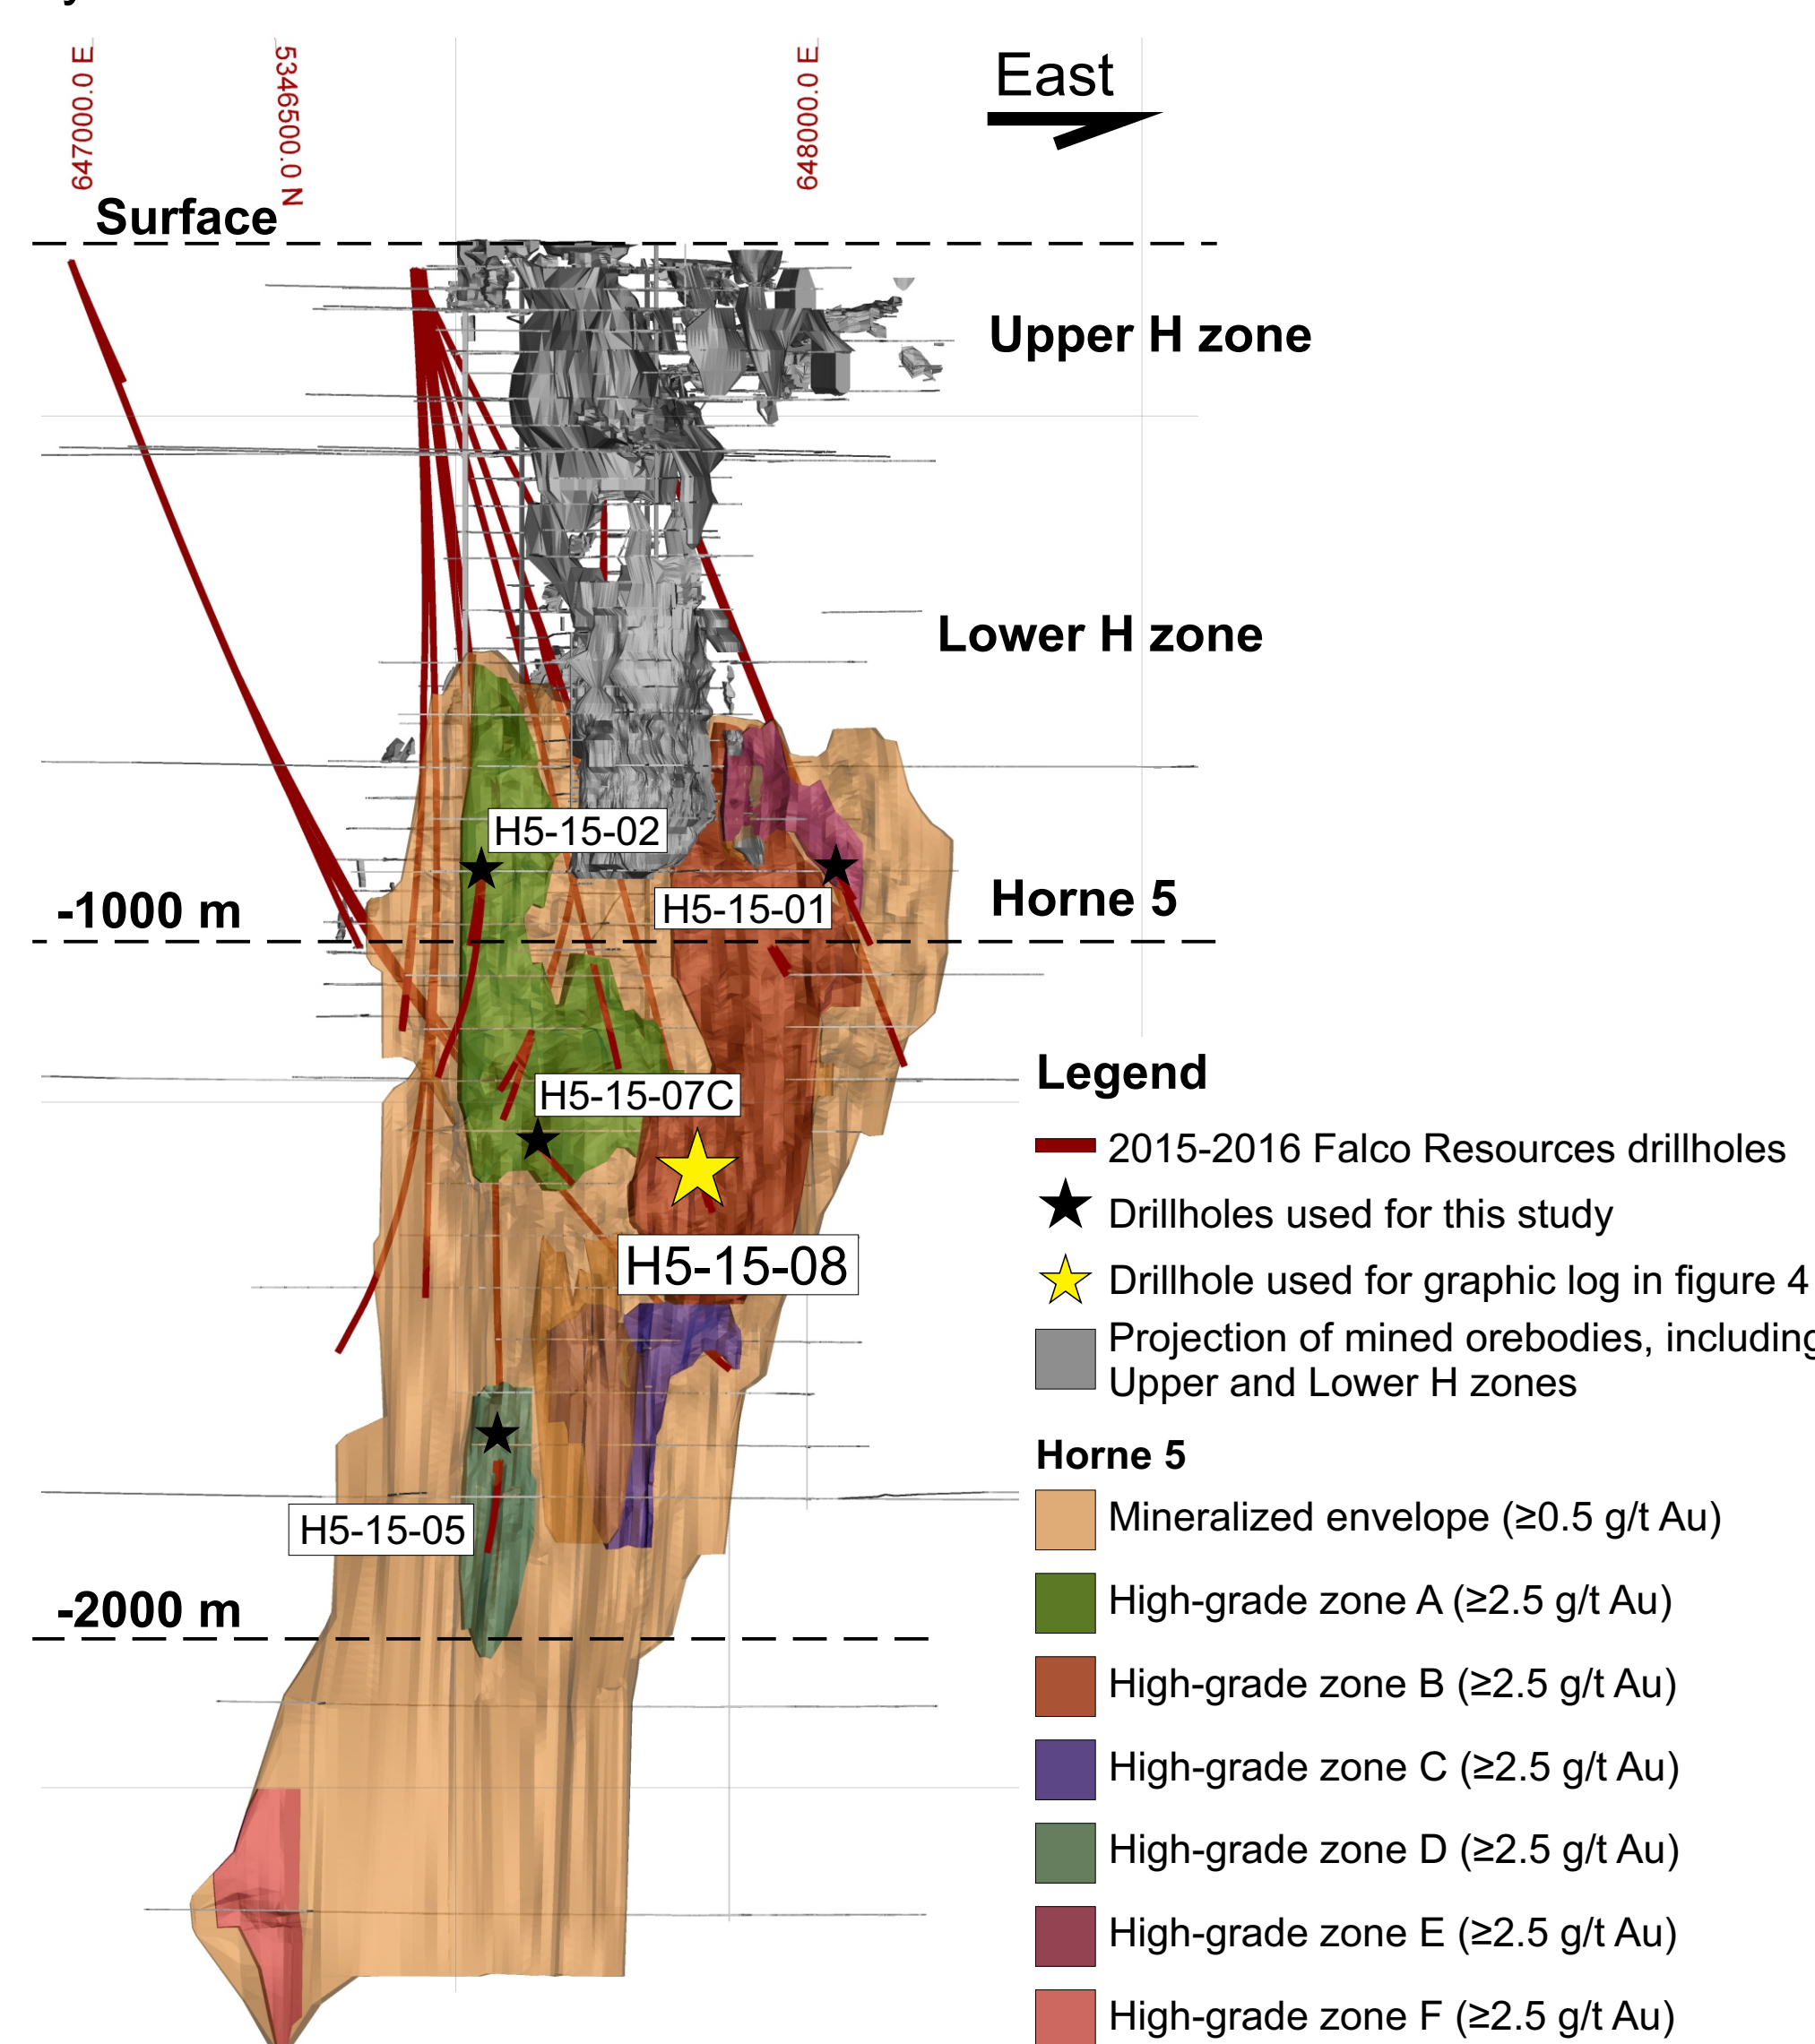 647000.0 E
5346500.0 N
648000.0 E
East
Surface
Upper H zone
Lower H zone
H5-15-02
H5-15-01
Horne 5
-1000 m
H5-15-07C
H5-15-08
H5-15-05
-2000 m
Legend
2015-2016 Falco Resources drillholes
Drillholes used for this study
Drillhole used for graphic log in figure 4
Projection of mined orebodies, including
Upper and Lower H zones
Horne 5
Mineralized envelope (≥0.5 g/t Au)
High-grade zone A (≥2.5 g/t Au)
High-grade zone B (≥2.5 g/t Au)
High-grade zone C (≥2.5 g/t Au)
High-grade zone D (≥2.5 g/t Au)
High-grade zone E (≥2.5 g/t Au)
High-grade zone F (≥2.5 g/t Au)